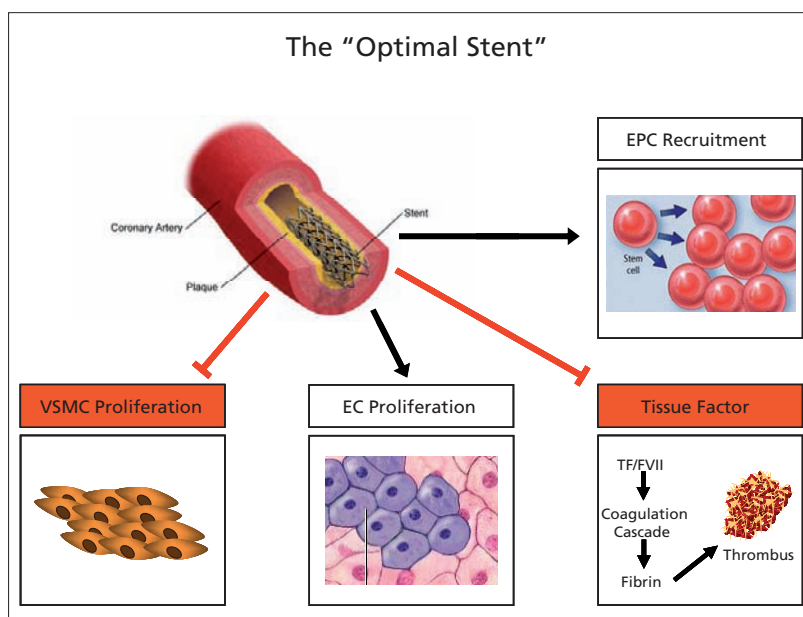 The “Optimal Stent”
EPC Recruitment
Coronary Artery
Stent
Plaque
Stem
cell
VSMC Proliferation
EC Proliferation
Tissue Factor
TF/FVII
Coagulation
Cascade
Fibrin
Thrombus